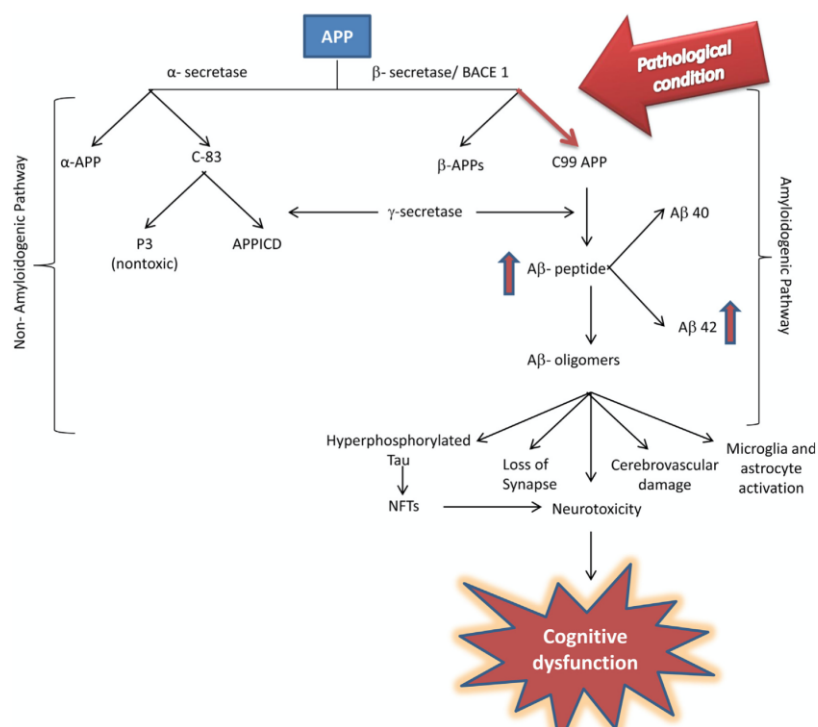 APP
Pathological
condition
α- secretase
β- secretase/ BACE 1
Non- Amyloidogenic Pathway
α-APP
C-83
β-APPs
C99 APP
Amyloidogenic Pathway
γ-secretase
Aβ 40
P3
(nontoxic)
APPICD
Aβ- peptide
Aβ 42
Aβ- oligomers
Hyperphosphorylated
Tau
Loss of
Synapse
Cerebrovascular
damage
Microglia and
astrocyte
activation
NFTs
Neurotoxicity
Cognitive
dysfunction